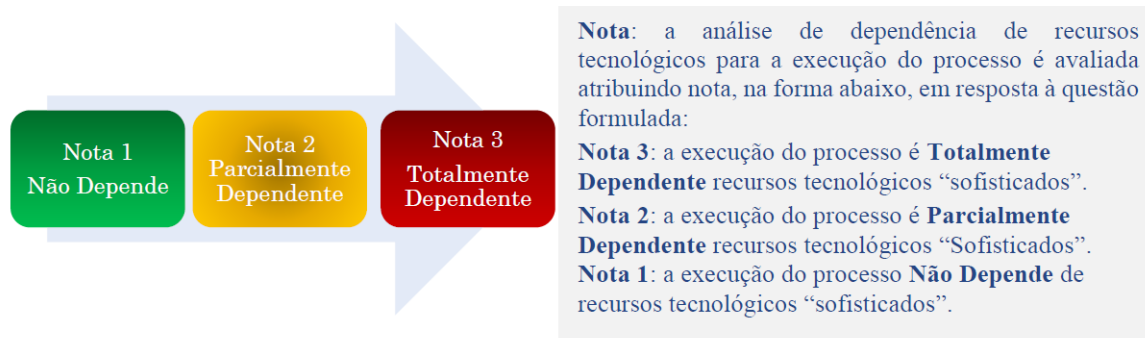 Nota 1
Não Depende
Nota 2
Parcialmente
Dependente
Nota 3
Totalmente
Dependente
Nota: a análise de dependência de recursos
tecnológicos para a execução do processo é avaliada
atribuindo nota, na forma abaixo, em resposta à questão
formulada:
Nota 3: a execução do processo é Totalmente
Dependente recursos tecnológicos “sofisticados”.
Nota 2: a execução do processo é Parcialmente
Dependente recursos tecnológicos “Sofisticados”.
Nota 1: a execução do processo Não Depende de
recursos tecnológicos “sofisticados”.